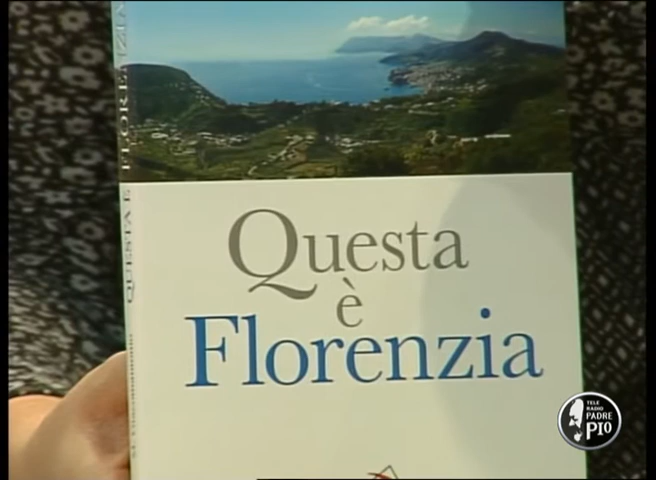 Questa
è
Florenzia
QUESTA È FLORENZIA
TELE
RADIO
PADRE
PIO